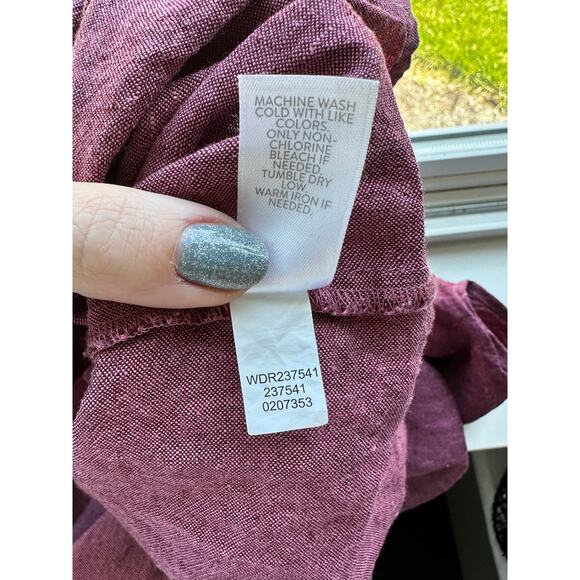 MACHINE WASH
COLD WITH LIKE
COLORS.
ONLY NON-
CHLORINE
BLEACH IF
NEEDED.
TUMBLE DRY
LOW.
WARM IRON IF
NEEDED.
WDR237541
237541
0207353